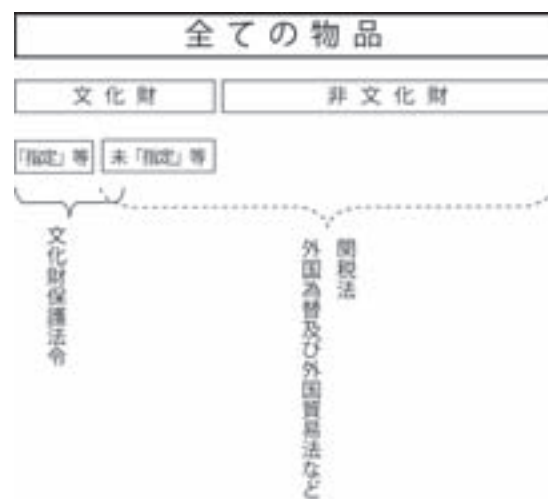 全ての物品
文化財
非文化財
「指定」等
未「指定」等
文化財保護法令
関税法
外国為替及び外国貿易法など